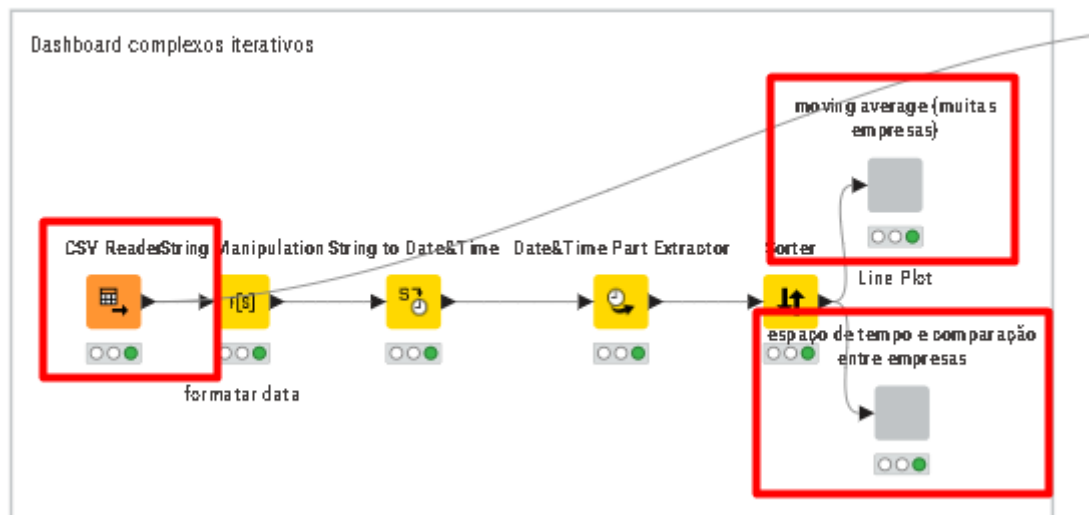 Dashboard complexos iterativos
moving average (muitas
empresas)
CSV Reader
String Manipulation
String to Date&Time
Date&Time Part Extractor
Sorter
r[s]
S
formatar data
Line Plot
espaço de tempo e comparação
entre empresas